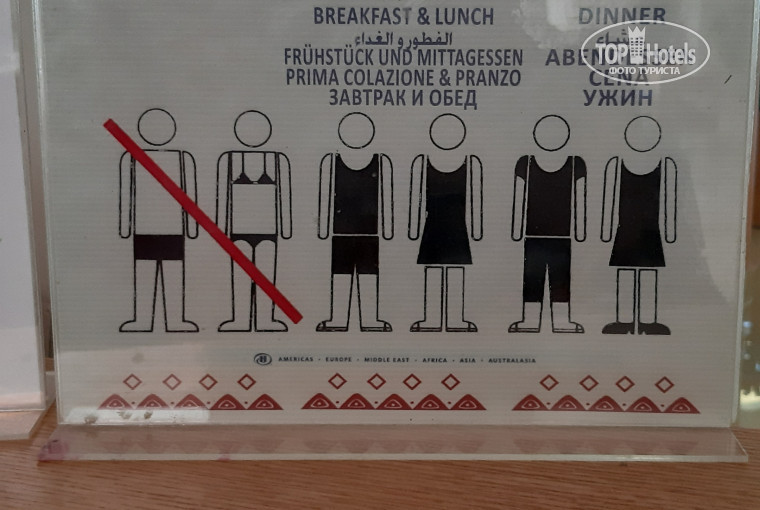 BREAKFAST & LUNCH
الفطور و الغداء
FRÜHSTÜCK UND MITTAGESSEN
PRIMA COLAZIONE & PRANZO
ЗАВТРАК И ОБЕД
DINNER
CENA
УЖИН
TOP Hotels
ФОТО ТУРИСТА
AMERICAS · EUROPE · MIDDLE EAST · AFRICA · ASIA · AUSTRALASIA